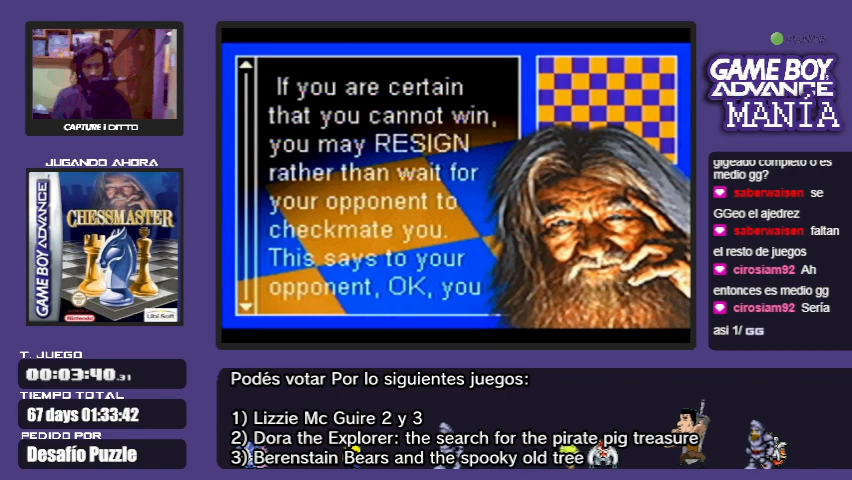 CAPTURE I DITTO
JUGANDO AHORA
GAME BOY ADVANCE
CHESSMASTER
Nintendo
Ubi Soft
T. JUEGO
00:03:40.31
TIEMPO TOTAL
67 days 01:33:42
PEDIDO POR
Desafío Puzzle
If you are certain
that you cannot win,
you may RESIGN
rather than wait for
your opponent to
checkmate you.
This says to your
opponent, OK, you
Podés votar Por lo siguientes juegos:
1) Lizzie Mc Guire 2 y 3
2) Dora the Explorer: the search for the pirate pig treasure
3) Berenstain Bears and the spooky old tree
GAME BOY
ADVANCE
MANÍA
gigeado completo o es
medio gg?
saberwaisen se
GGeo el ajedrez
saberwaisen faltan
el resto de juegos
cirosiam92 Ah
entonces es medio gg
cirosiam92 Sería
asi 1/ GG